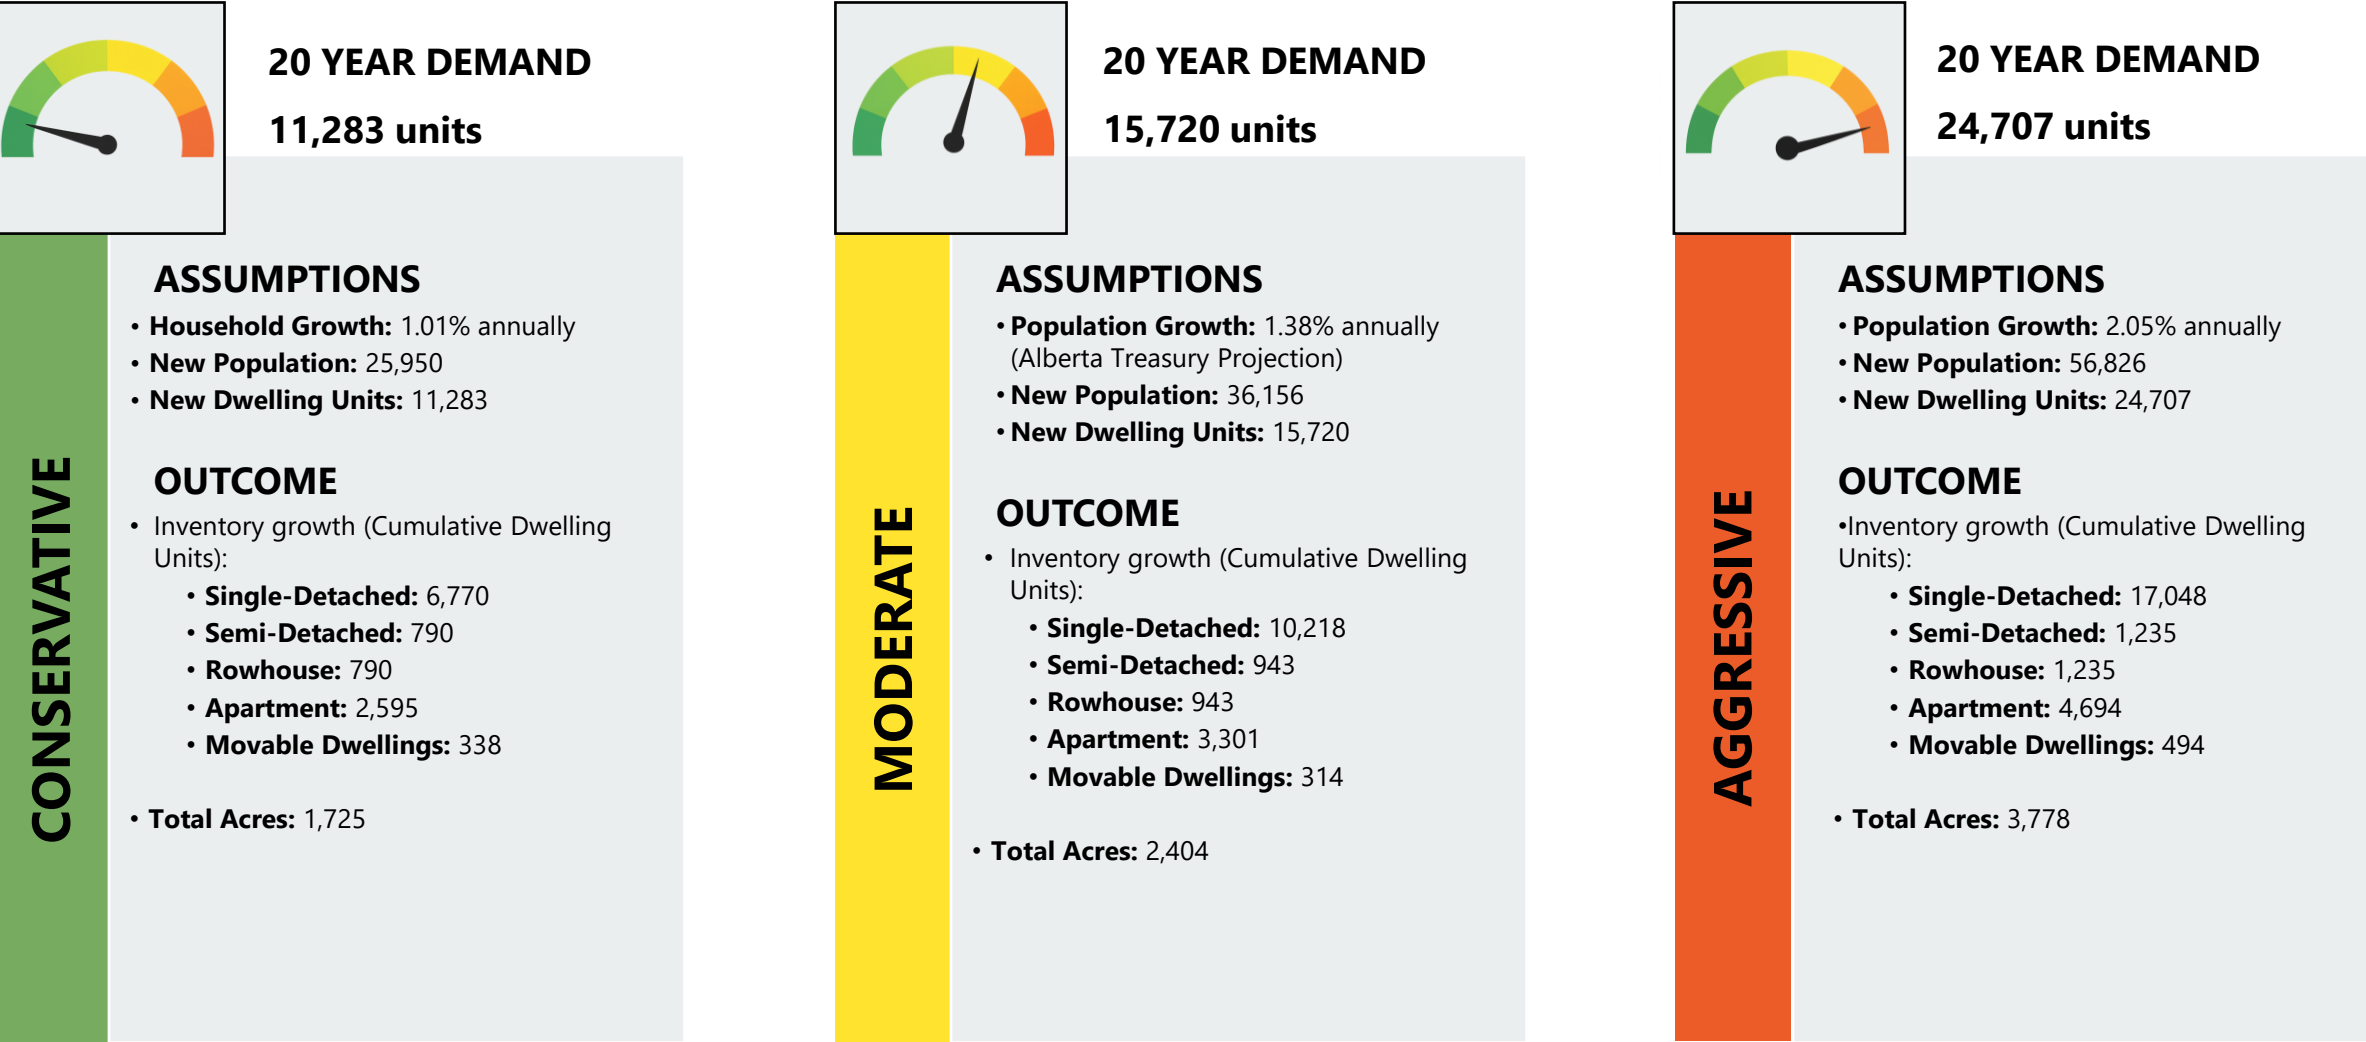 20 YEAR DEMAND
11,283 units
CONSERVATIVE
ASSUMPTIONS
• Household Growth: 1.01% annually
• New Population: 25,950
• New Dwelling Units: 11,283
OUTCOME
• Inventory growth (Cumulative Dwelling
Units):
• Single-Detached: 6,770
• Semi-Detached: 790
• Rowhouse: 790
• Apartment: 2,595
• Movable Dwellings: 338
• Total Acres: 1,725
20 YEAR DEMAND
15,720 units
MODERATE
ASSUMPTIONS
• Population Growth: 1.38% annually
(Alberta Treasury Projection)
• New Population: 36,156
• New Dwelling Units: 15,720
OUTCOME
• Inventory growth (Cumulative Dwelling
Units):
• Single-Detached: 10,218
• Semi-Detached: 943
• Rowhouse: 943
• Apartment: 3,301
• Movable Dwellings: 314
• Total Acres: 2,404
20 YEAR DEMAND
24,707 units
AGGRESSIVE
ASSUMPTIONS
• Population Growth: 2.05% annually
• New Population: 56,826
• New Dwelling Units: 24,707
OUTCOME
•Inventory growth (Cumulative Dwelling
Units):
• Single-Detached: 17,048
• Semi-Detached: 1,235
• Rowhouse: 1,235
• Apartment: 4,694
• Movable Dwellings: 494
• Total Acres: 3,778